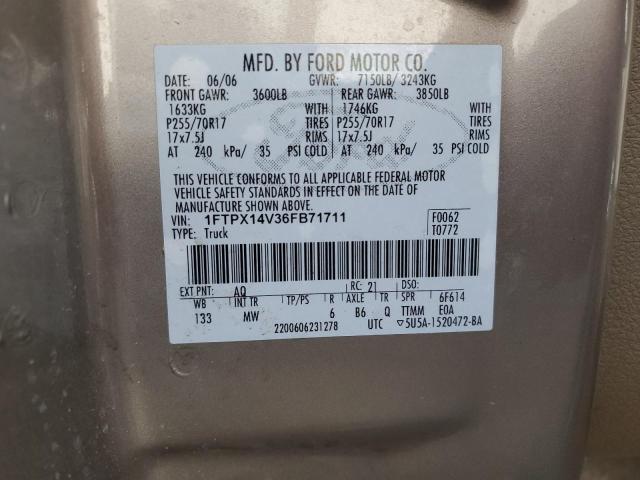 MFD. BY FORD MOTOR CO.
DATE: 06/06 GVWR: 7150LB/ 3243KG
FRONT GAWR: 3600LB REAR GAWR: 3850LB
1633KG WITH 1746KG WITH
P255/70R17 TIRES P255/70R17 TIRES
17x7.5J RIMS 17x7.5J RIMS
AT 240 kPa/ 35 PSI COLD AT 240 kPa/ 35 PSI COLD
THIS VEHICLE CONFORMS TO ALL APPLICABLE FEDERAL MOTOR
VEHICLE SAFETY STANDARDS IN EFFECT ON THE DATE OF
MANUFACTURE SHOWN ABOVE.
VIN: 1FTPX14V36FB71711 F0062
TYPE: Truck T0772
EXT PNT: AQ RC: 21 DSO:
WB INT TR TP/PS R AXLE TR SPR 6F614
133 MW 6 B6 Q TTMM E0A
2200606231278 UTC ▽5U5A-1520472-BA